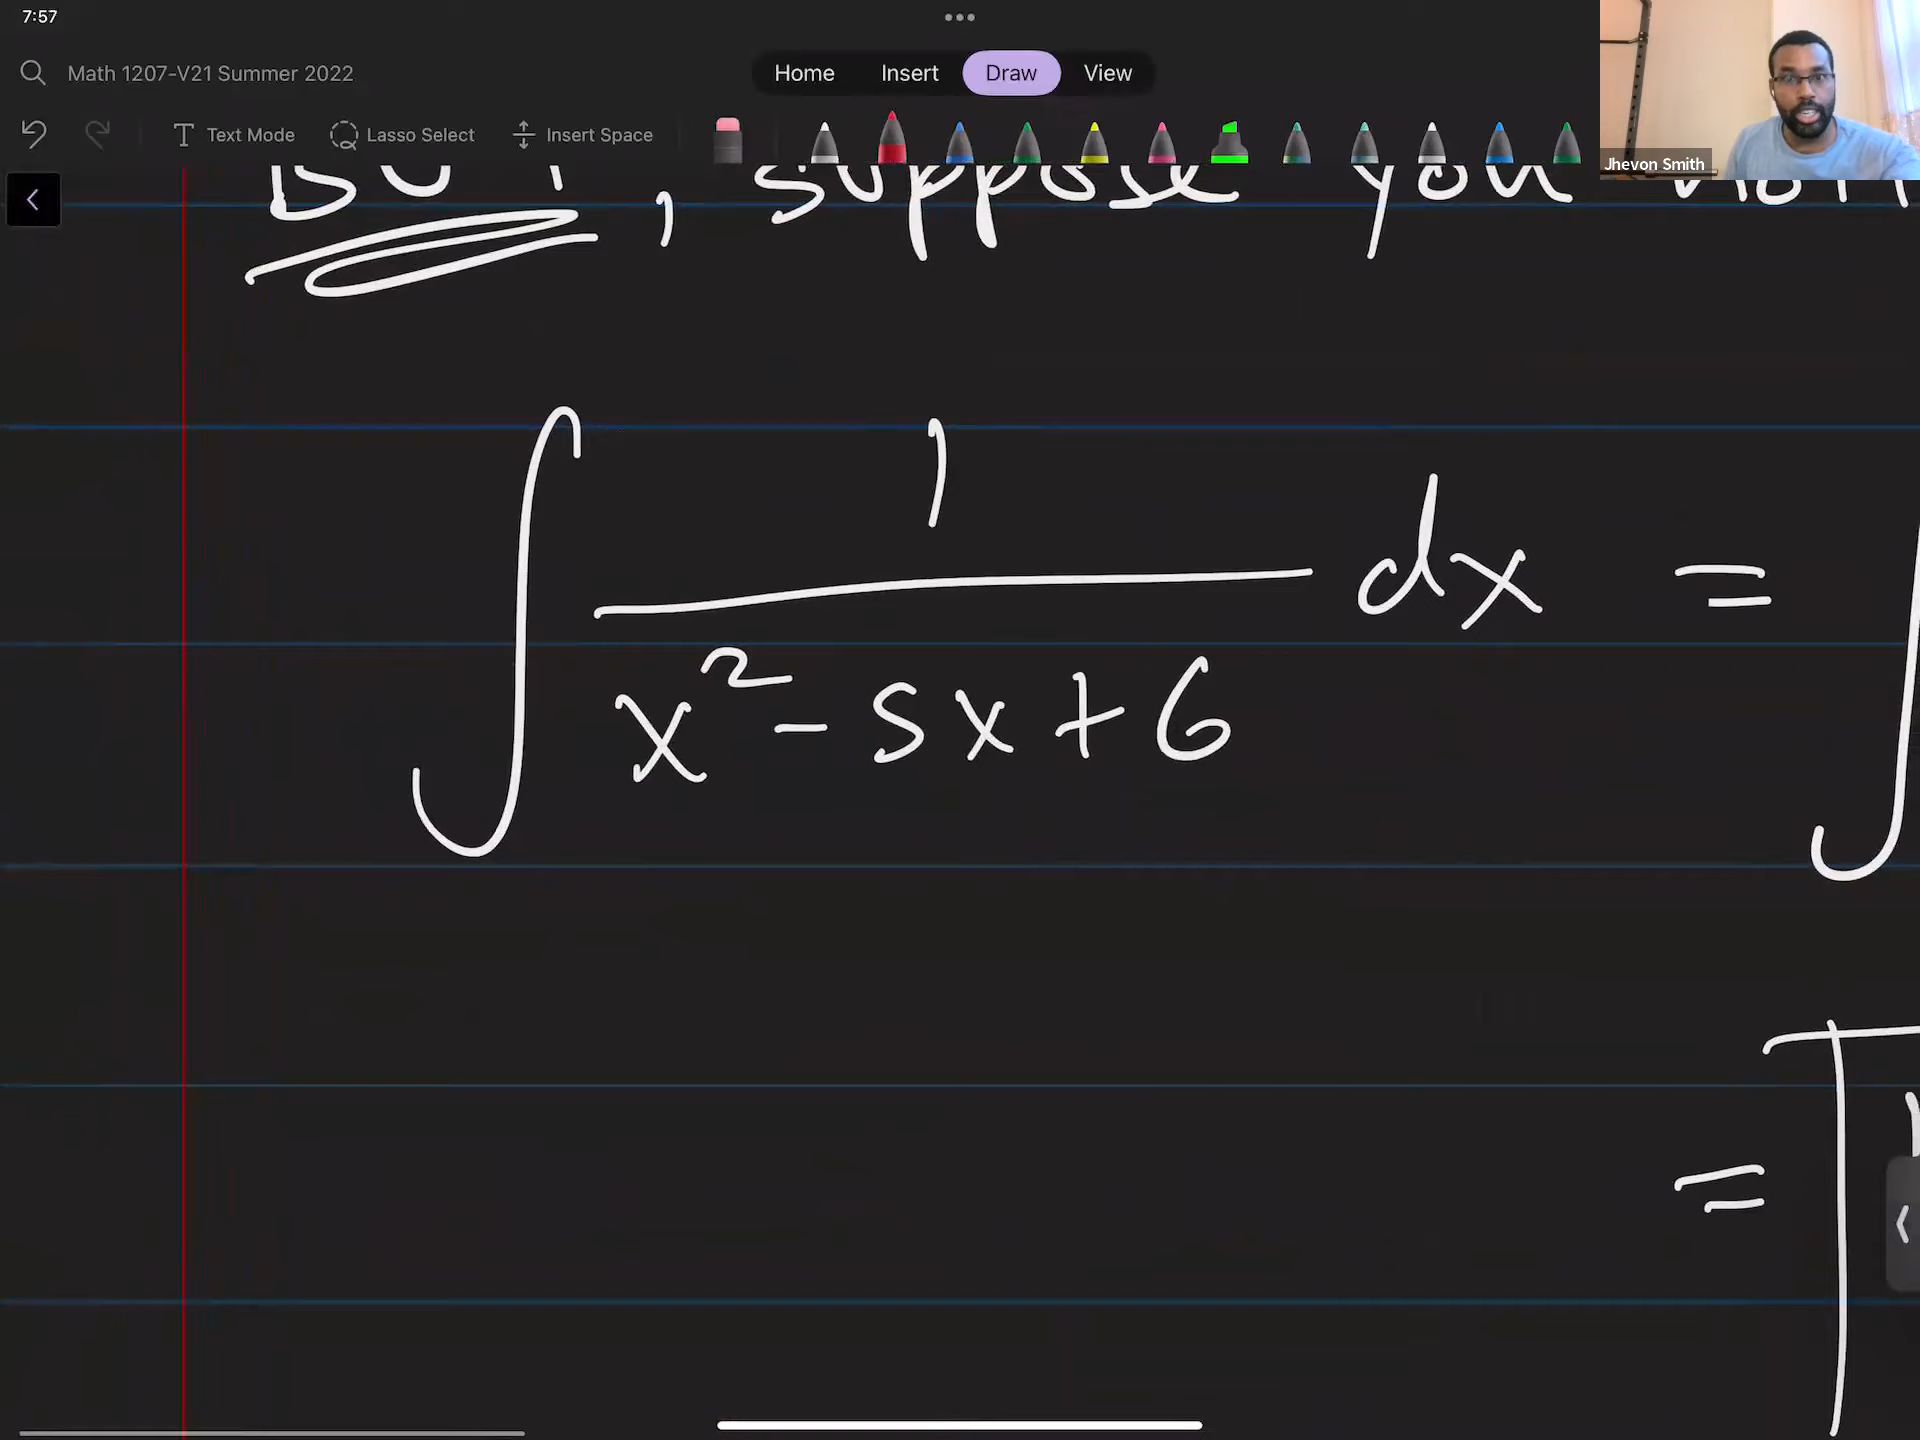 7:57
Math 1207-V21 Summer 2022
Home Insert Draw View
Text Mode Lasso Select Insert Space
Jhevon Smith
BUT, suppose you
∫ 1/(x² - 5x + 6) dx = ∫
=